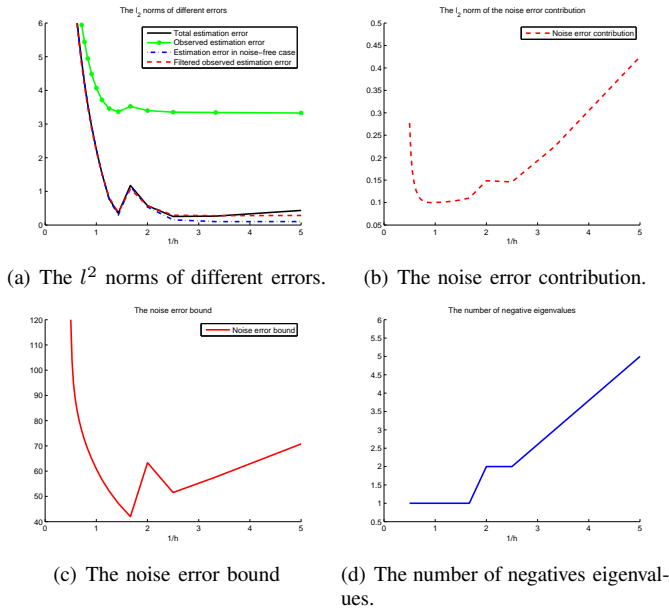 The l2 norms of different errors
Total estimation error
Observed estimation error
Estimation error in noise−free case
Filtered observed estimation error
6
5
4
3
2
1
0
0 1 2 3 4 5
1/h
(a) The l² norms of different errors.
The l2 norm of the noise error contribution
Noise error contribution
0.5
0.45
0.4
0.35
0.3
0.25
0.2
0.15
0.1
0.05
0 1 2 3 4 5
1/h
(b) The noise error contribution.
The noise error bound
Noise error bound
120
110
100
90
80
70
60
50
40
0 1 2 3 4 5
1/h
(c) The noise error bound
The number of negative eigenvalues
6
5.5
5
4.5
4
3.5
3
2.5
2
1.5
1
0.5
0 1 2 3 4 5
1/h
(d) The number of negatives eigenval-
ues.